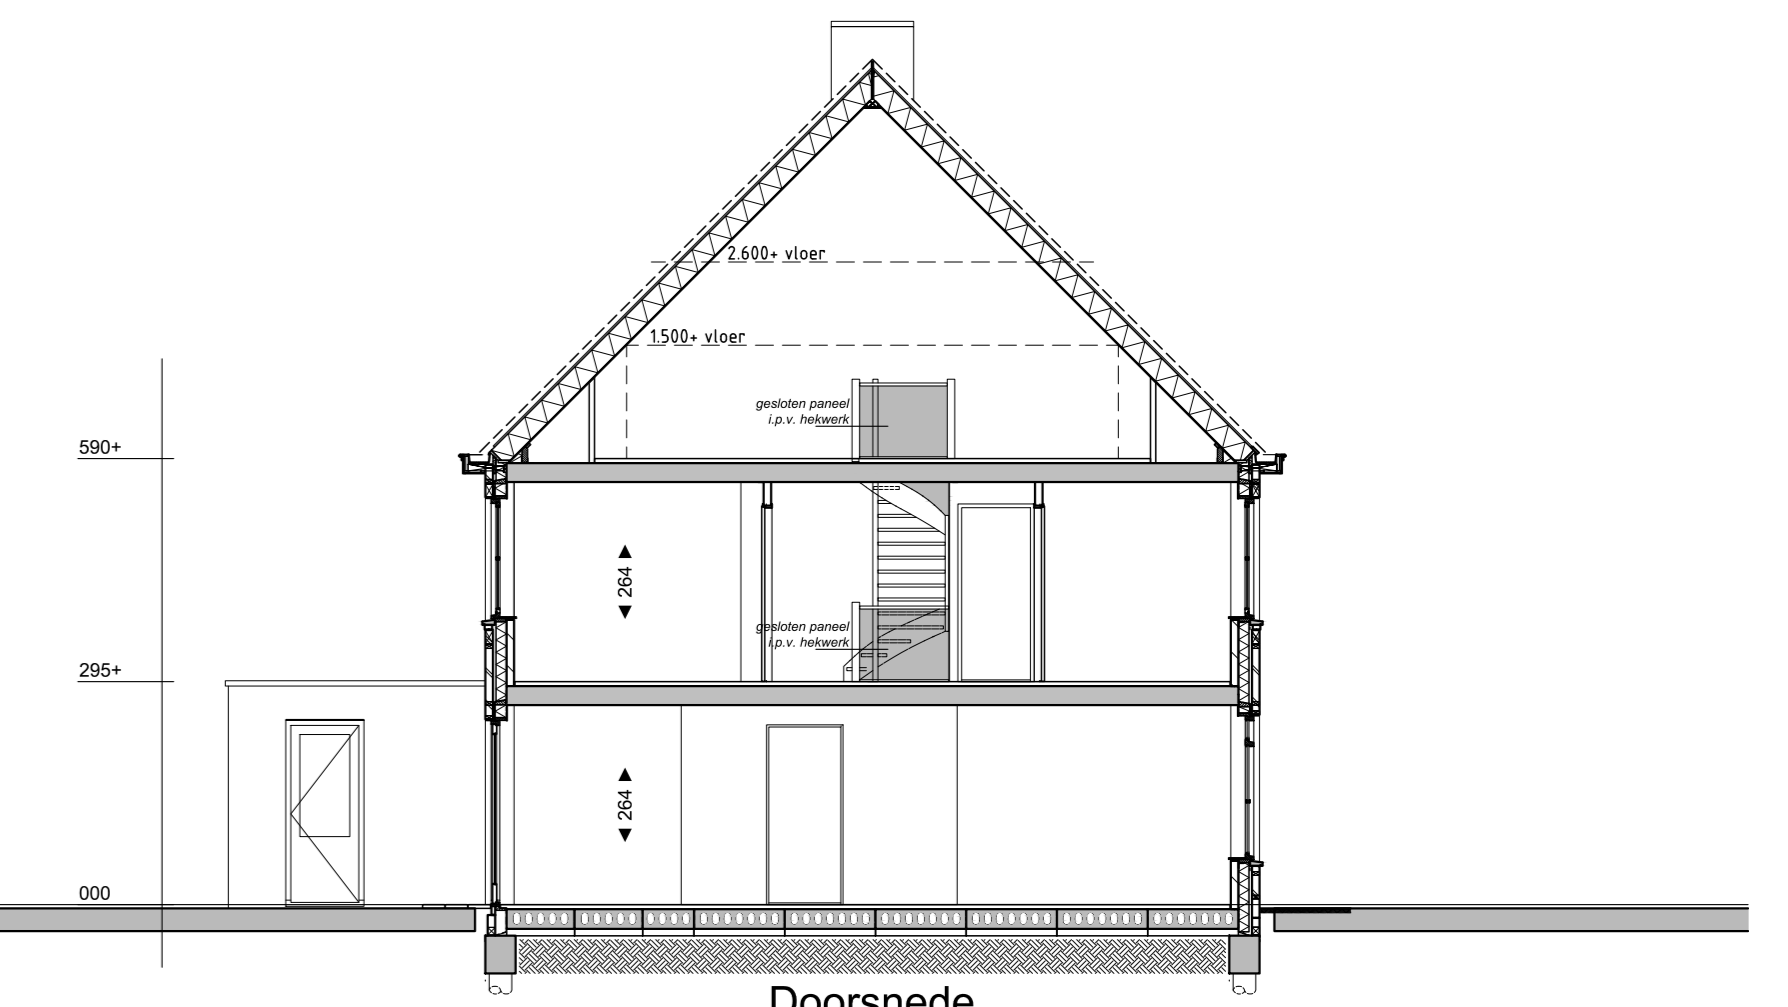 2.600+ vloer
1.500+ vloer
gesloten paneel
i.p.v. hekwerk
590+
264
gesloten paneel
i.p.v. hekwerk
295+
264
000
Doorsnede